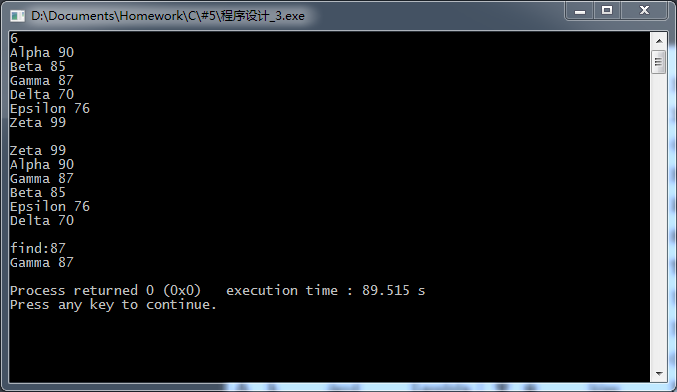 D:\Documents\Homework\C\#5\程序设计_3.exe
6
Alpha 90
Beta 85
Gamma 87
Delta 70
Epsilon 76
Zeta 99
Zeta 99
Alpha 90
Gamma 87
Beta 85
Epsilon 76
Delta 70
find:87
Gamma 87
Process returned 0 (0x0)   execution time : 89.515 s
Press any key to continue.